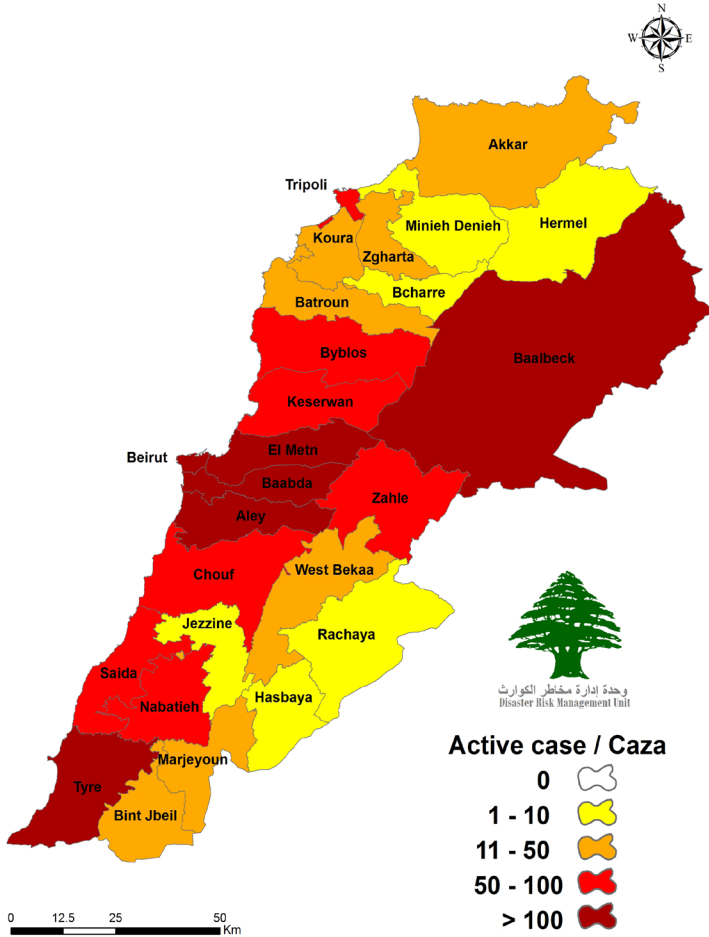 N
W E
S
Akkar
Tripoli
Minieh Denieh
Hermel
Koura
Zgharta
Bcharre
Batroun
Byblos
Baalbeck
Keserwan
El Metn
Beirut
Baabda
Zahle
Aley
West Bekaa
Chouf
Jezzine
Rachaya
Saida
Hasbaya
Nabatieh
Marjeyoun
Tyre
Bint Jbeil
وحدة إدارة مخاطر الكوارث
Disaster Risk Management Unit
Active case / Caza
0
1 - 10
11 - 50
50 - 100
> 100
0 12.5 25 50
Km